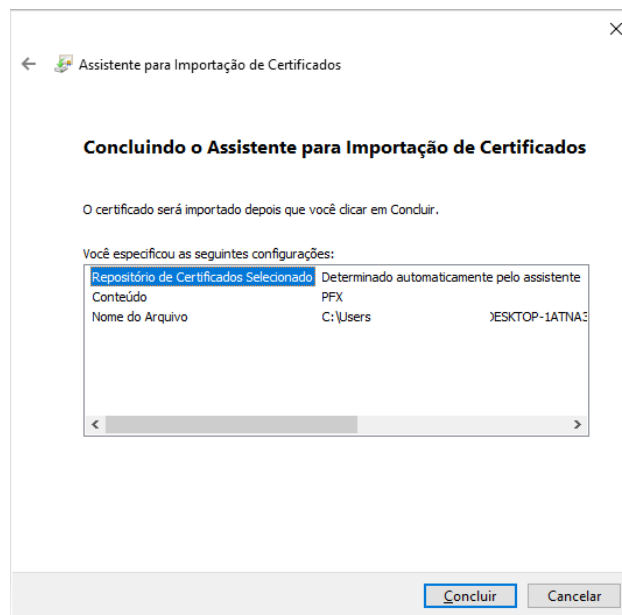 Assistente para Importação de Certificados
Concluindo o Assistente para Importação de Certificados
O certificado será importado depois que você clicar em Concluir.
Você especificou as seguintes configurações:
Repositório de Certificados Selecionado Determinado automaticamente pelo assistente
Conteúdo PFX
Nome do Arquivo C:\Users
Concluir Cancelar